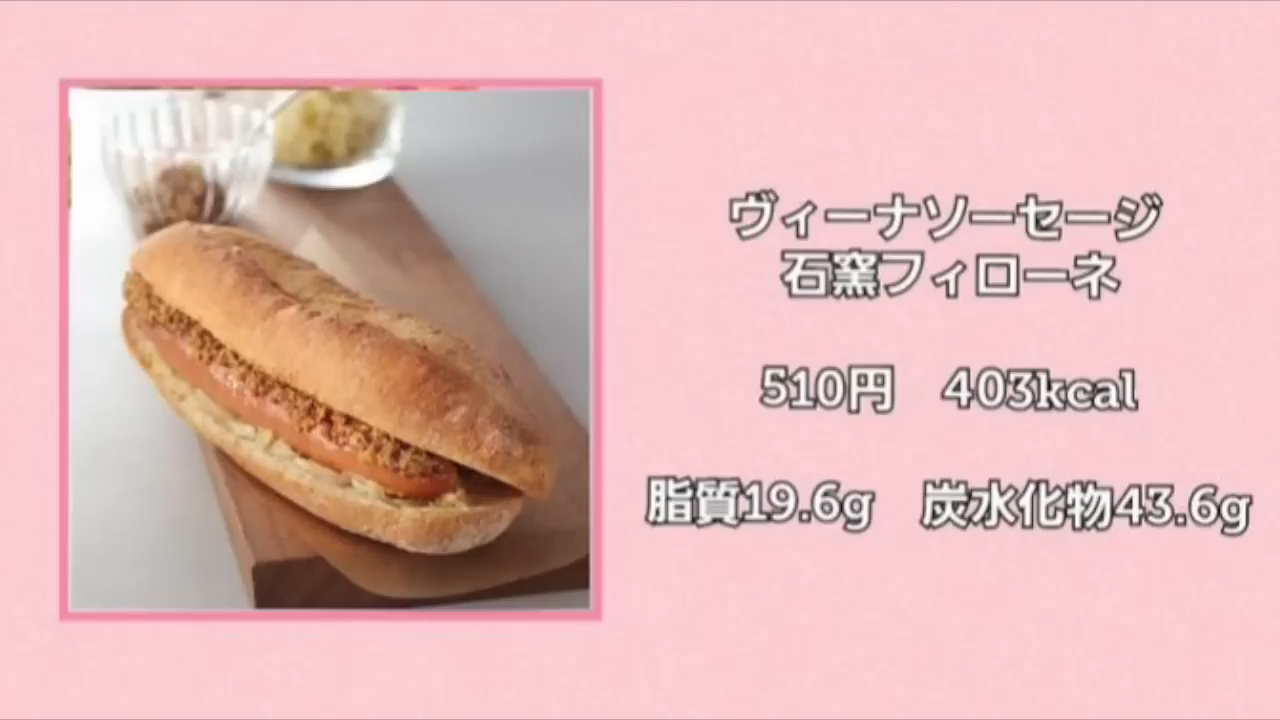 ヴィーナソーセージ
石窯フィローネ
510円　403kcal
脂質19.6g　炭水化物43.6g